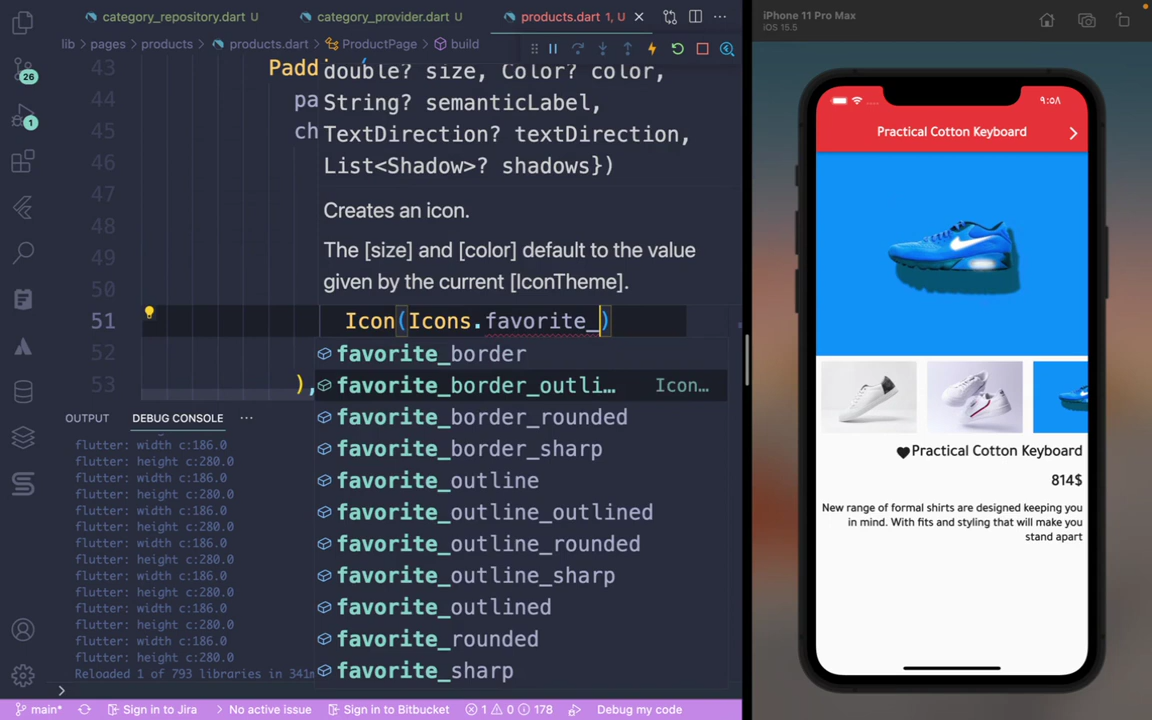 category_repository.dart U
category_provider.dart U
products.dart 1, U
lib > pages > products > products.dart > ProductPage > build
26
1
43 Paddi
double? size, Color? color,
44 pa
String? semanticLabel,
45 ch
TextDirection? textDirection,
46
List<Shadow>? shadows})
47
Creates an icon.
48
The [size] and [color] default to the value
49
given by the current [IconTheme].
50
51 Icon(Icons.favorite_)
52
favorite_border
53 ),
favorite_border_outli... Icon...
favorite_border_rounded
favorite_border_sharp
favorite_outline
favorite_outline_outlined
favorite_outline_rounded
favorite_outline_sharp
favorite_outlined
favorite_rounded
favorite_sharp
OUTPUT DEBUG CONSOLE ...
flutter: width c:186.0
flutter: height c:280.0
flutter: width c:186.0
flutter: height c:280.0
flutter: width c:186.0
flutter: height c:280.0
flutter: width c:186.0
flutter: height c:280.0
flutter: width c:186.0
flutter: height c:280.0
flutter: width c:186.0
flutter: height c:280.0
flutter: width c:186.0
flutter: height c:280.0
Reloaded 1 of 793 libraries in 341m
>
main* Sign in to Jira No active issue Sign in to Bitbucket 1 0 178 Debug my code
iPhone 11 Pro Max
iOS 15.5
٩:٥٨
Practical Cotton Keyboard
Practical Cotton Keyboard
814$
New range of formal shirts are designed keeping you
in mind. With fits and styling that will make you
stand apart